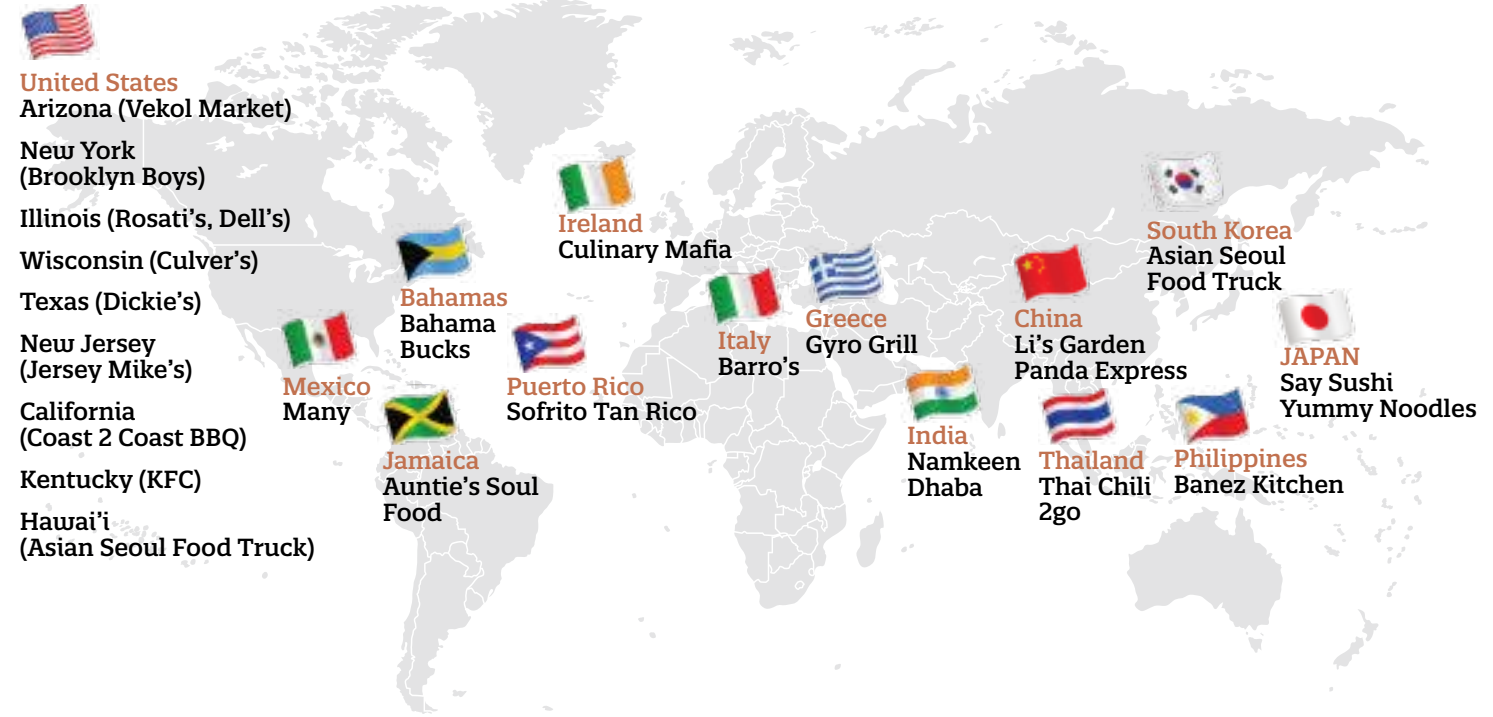 United States
Arizona (Vekol Market)
New York
(Brooklyn Boys)
Illinois (Rosati's, Dell's)
Wisconsin (Culver's)
Texas (Dickie's)
New Jersey
(Jersey Mike's)
California
(Coast 2 Coast BBQ)
Kentucky (KFC)
Hawai'i
(Asian Seoul Food Truck)
Mexico
Many
Bahamas
Bahama
Bucks
Jamaica
Auntie's Soul
Food
Puerto Rico
Sofrito Tan Rico
Ireland
Culinary Mafia
Italy
Barro's
Greece
Gyro Grill
India
Namkeen
Dhaba
China
Li's Garden
Panda Express
Thailand
Thai Chili
2go
South Korea
Asian Seoul
Food Truck
Philippines
Banez Kitchen
JAPAN
Say Sushi
Yummy Noodles